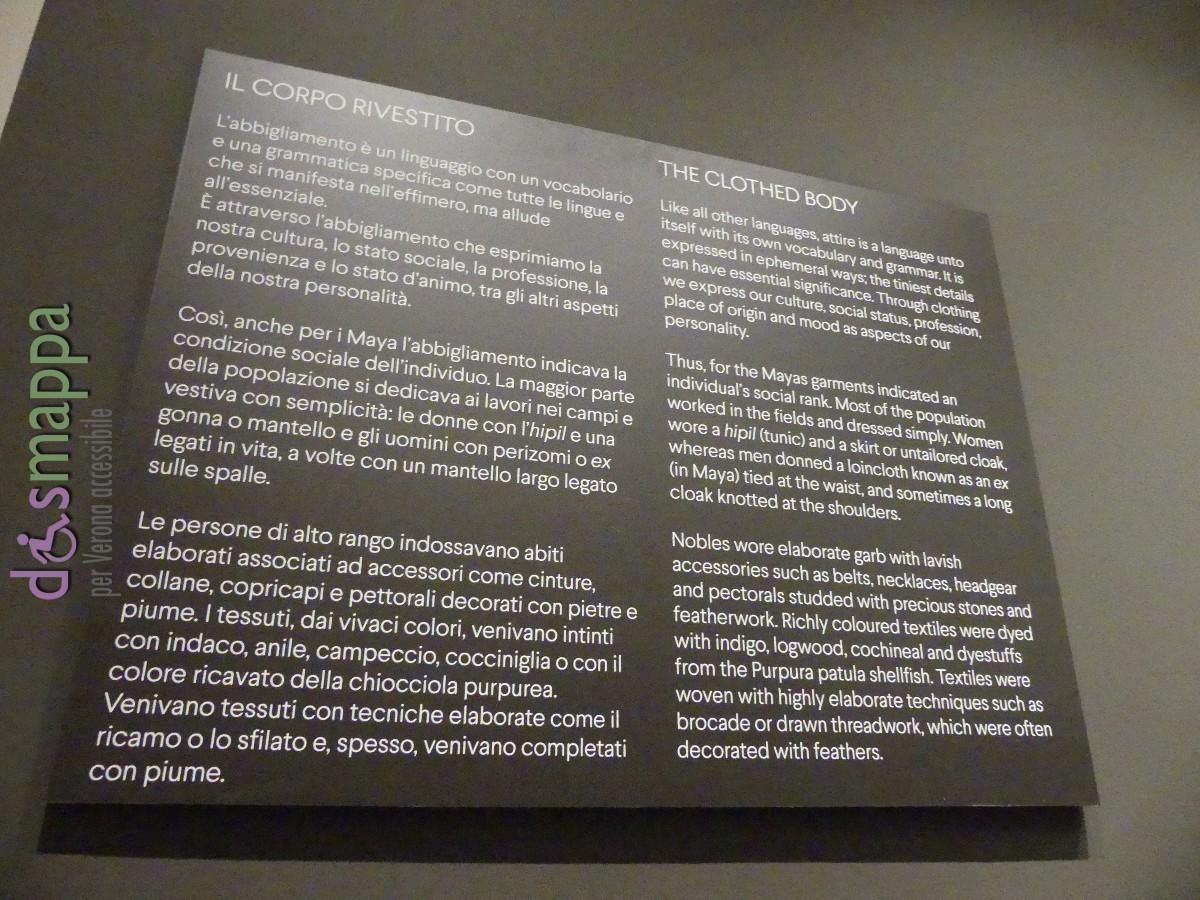 IL CORPO RIVESTITO
L'abbigliamento è un linguaggio con un vocabolario
e una grammatica specifica come tutte le lingue e
che si manifesta nell'effimero, ma allude
all'essenziale.
È attraverso l'abbigliamento che esprimiamo la
nostra cultura, lo stato sociale, la professione, la
provenienza e lo stato d'animo, tra gli altri aspetti
della nostra personalità.
Così, anche per i Maya l'abbigliamento indicava la
condizione sociale dell'individuo. La maggior parte
della popolazione si dedicava ai lavori nei campi e
vestiva con semplicità: le donne con l'hipil e una
gonna o mantello e gli uomini con perizomi o ex
legati in vita, a volte con un mantello largo legato
sulle spalle.
Le persone di alto rango indossavano abiti
elaborati associati ad accessori come cinture,
collane, copricapi e pettorali decorati con pietre e
piume. I tessuti, dai vivaci colori, venivano intinti
con indaco, anile, campeccio, cocciniglia o con il
colore ricavato della chiocciola purpurea.
Venivano tessuti con tecniche elaborate come il
ricamo o lo sfilato e, spesso, venivano completati
con piume.
THE CLOTHED BODY
Like all other languages, attire is a language unto
itself with its own vocabulary and grammar. It is
expressed in ephemeral ways; the tiniest details
can have essential significance. Through clothing
we express our culture, social status, profession,
place of origin and mood as aspects of our
personality.
Thus, for the Mayas garments indicated an
individual's social rank. Most of the population
worked in the fields and dressed simply. Women
wore a hipil (tunic) and a skirt or untailored cloak,
whereas men donned a loincloth known as an ex
(in Maya) tied at the waist, and sometimes a long
cloak knotted at the shoulders.
Nobles wore elaborate garb with lavish
accessories such as belts, necklaces, headgear
and pectorals studded with precious stones and
featherwork. Richly coloured textiles were dyed
with indigo, logwood, cochineal and dyestuffs
from the Purpura patula shellfish. Textiles were
woven with highly elaborate techniques such as
brocade or drawn threadwork, which were often
decorated with feathers.
dismappa
per Verona accessibile